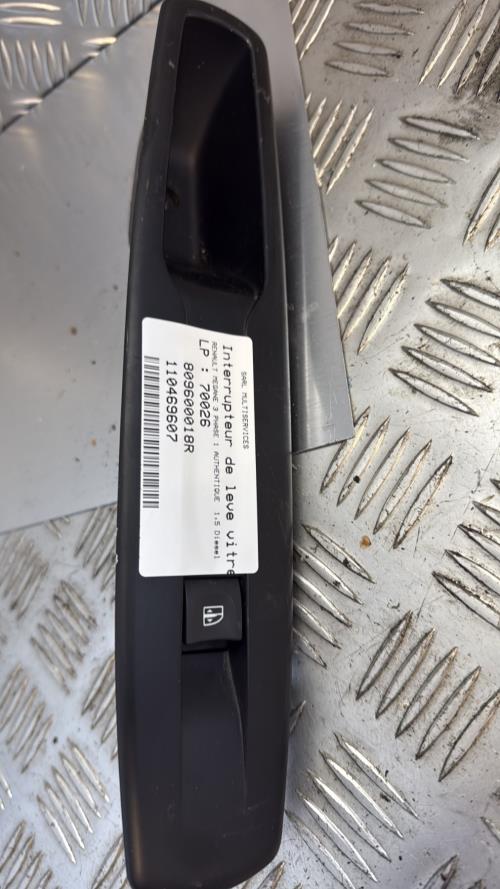 SARL MULTISERVICES
Interrupteur de leve vitre
RENAULT MEGANE 3 PHASE 1 AUTHENTIQUE 1.5 Diesel
LP : 70026
809600018R
110469607